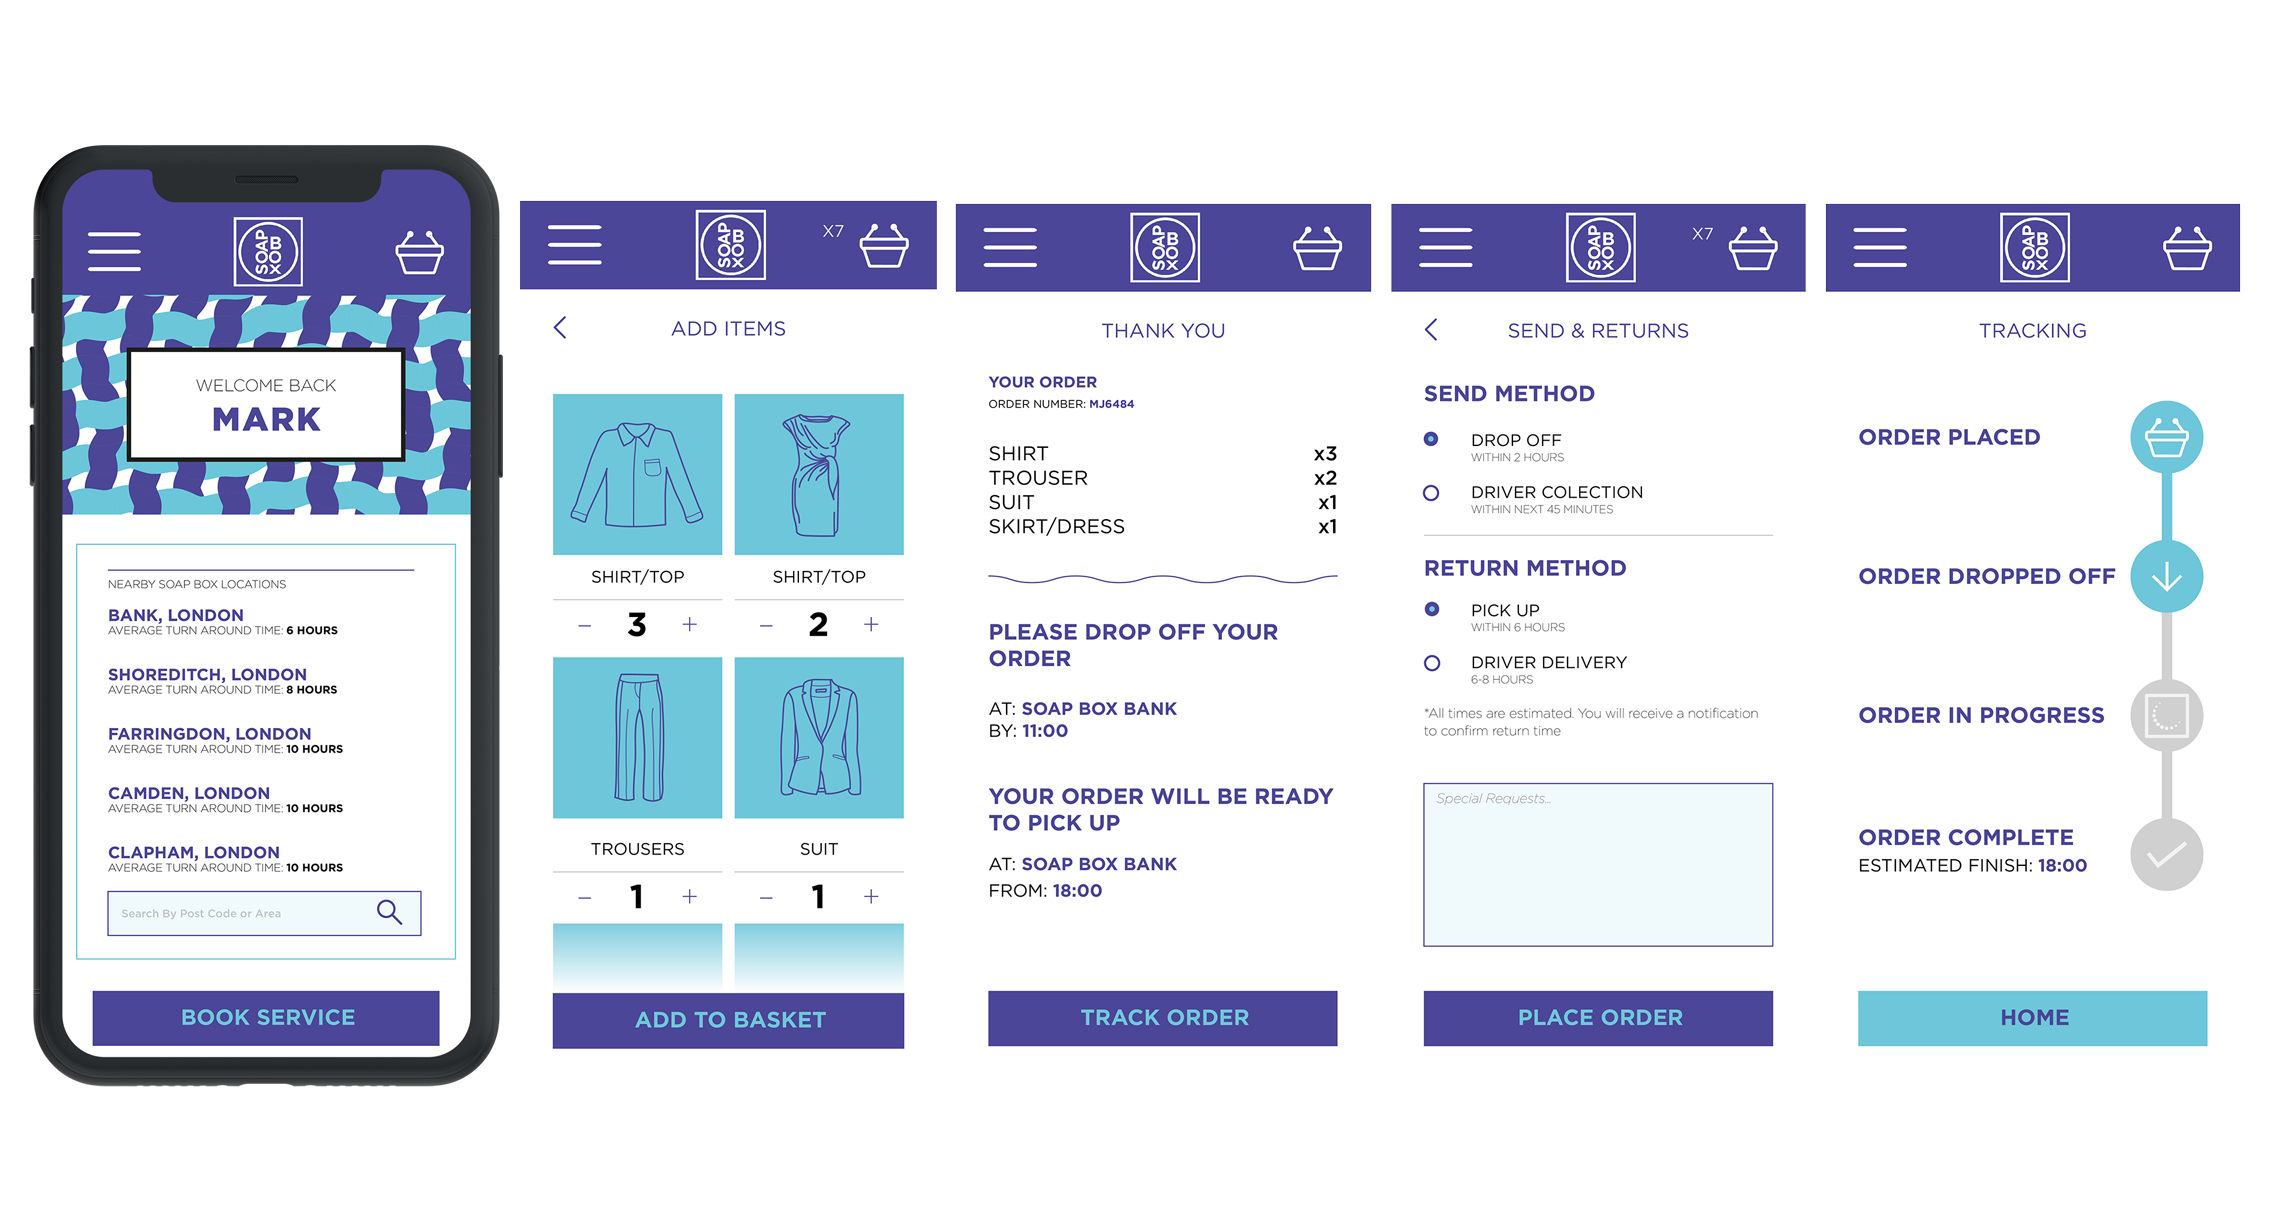 SOAP
BOX
WELCOME BACK
MARK
NEARBY SOAP BOX LOCATIONS
BANK, LONDON
AVERAGE TURN AROUND TIME: 6 HOURS
SHOREDITCH, LONDON
AVERAGE TURN AROUND TIME: 8 HOURS
FARRINGDON, LONDON
AVERAGE TURN AROUND TIME: 10 HOURS
CAMDEN, LONDON
AVERAGE TURN AROUND TIME: 10 HOURS
CLAPHAM, LONDON
AVERAGE TURN AROUND TIME: 10 HOURS
Search By Post Code or Area
BOOK SERVICE
SOAP
BOX
X7
ADD ITEMS
SHIRT/TOP
SHIRT/TOP
− 3 +
− 2 +
TROUSERS
SUIT
− 1 +
− 1 +
ADD TO BASKET
SOAP
BOX
THANK YOU
YOUR ORDER
ORDER NUMBER: MJ6484
SHIRT x3
TROUSER x2
SUIT x1
SKIRT/DRESS x1
PLEASE DROP OFF YOUR
ORDER
AT: SOAP BOX BANK
BY: 11:00
YOUR ORDER WILL BE READY
TO PICK UP
AT: SOAP BOX BANK
FROM: 18:00
TRACK ORDER
SOAP
BOX
X7
SEND & RETURNS
SEND METHOD
DROP OFF
WITHIN 2 HOURS
DRIVER COLECTION
WITHIN NEXT 45 MINUTES
RETURN METHOD
PICK UP
WITHIN 6 HOURS
DRIVER DELIVERY
6-8 HOURS
*All times are estimated. You will receive a notification
to confirm return time
Special Requests...
PLACE ORDER
SOAP
BOX
TRACKING
ORDER PLACED
ORDER DROPPED OFF
ORDER IN PROGRESS
ORDER COMPLETE
ESTIMATED FINISH: 18:00
HOME